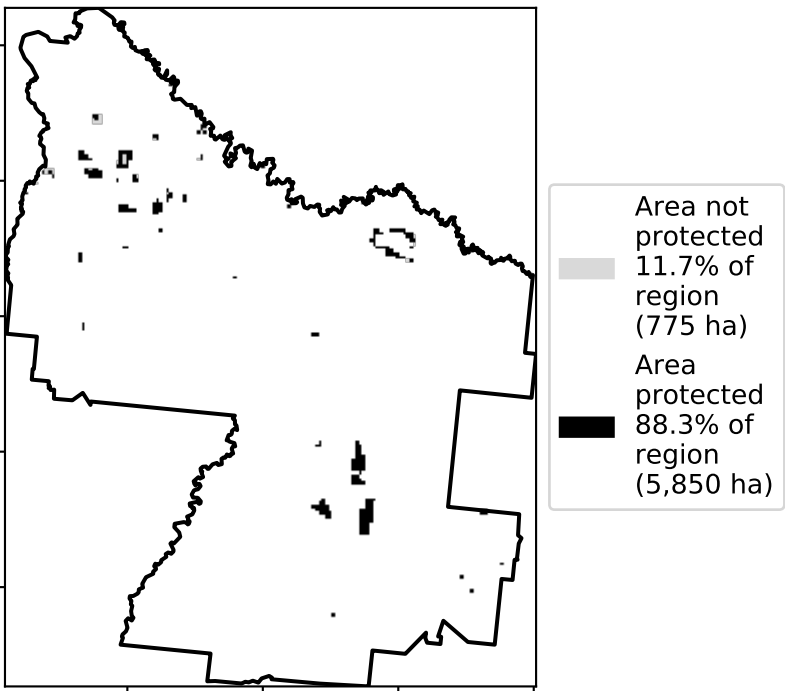 Area not
protected
11.7% of
region
(775 ha)
Area
protected
88.3% of
region
(5,850 ha)